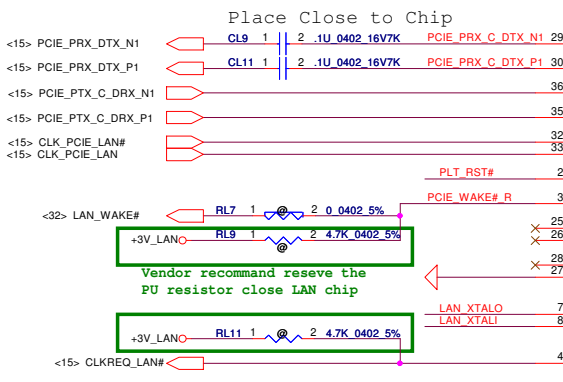 Place Close to Chip
<15> PCIE_PRX_DTX_N1 CL9 1 2 .1U_0402_16V7K PCIE_PRX_C_DTX_N1 29
<15> PCIE_PRX_DTX_P1 CL11 1 2 .1U_0402_16V7K PCIE_PRX_C_DTX_P1 30
<15> PCIE_PTX_C_DRX_N1 36
<15> PCIE_PTX_C_DRX_P1 35
<15> CLK_PCIE_LAN# 32
<15> CLK_PCIE_LAN 33
PLT_RST# 2
PCIE_WAKE#_R 3
<32> LAN_WAKE# RL7 1 @ 2 0_0402_5%
25
+3V_LAN RL9 1 @ 2 4.7K_0402_5% 26
28
Vendor recommand reseve the 27
PU resistor close LAN chip
LAN_XTALO 7
LAN_XTALI 8
+3V_LAN RL11 1 @ 2 4.7K_0402_5%
<15> CLKREQ_LAN# 4